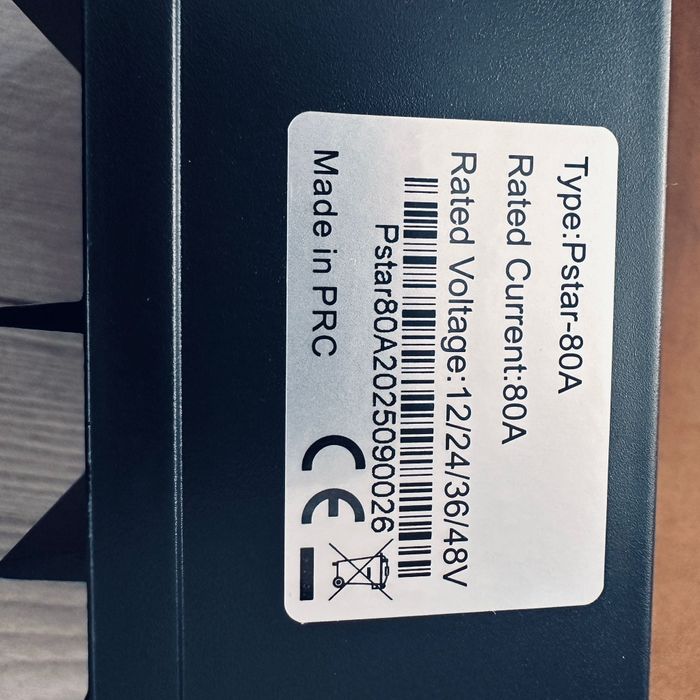 Type:Pstar-80A
Rated Current:80A
Rated Voltage:12/24/36/48V
Pstar80A2025090026
Made in PRC
CE